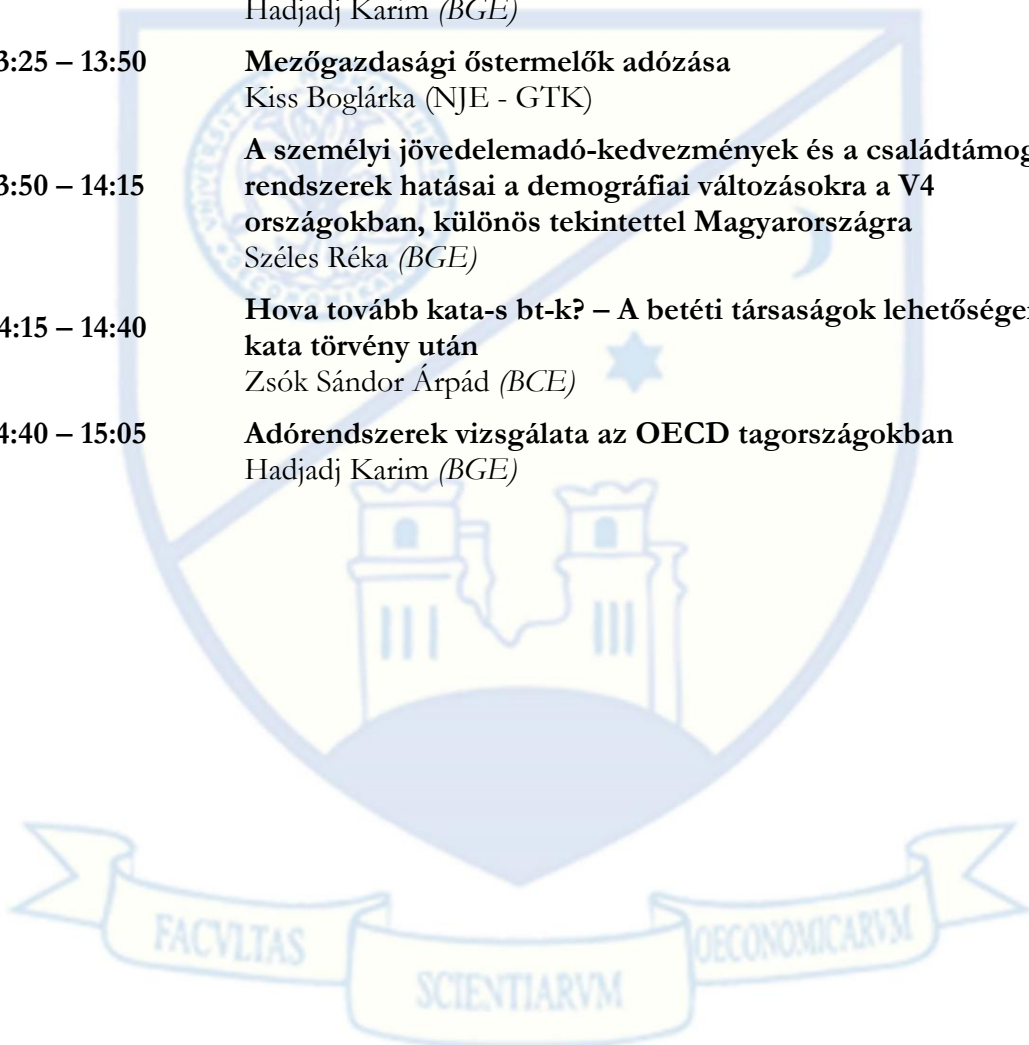 Hadjadj Karim (BGE)
3:25 – 13:50 Mezőgazdasági őstermelők adózása
Kiss Boglárka (NJE - GTK)
A személyi jövedelemadó-kedvezmények és a családtámog
3:50 – 14:15 rendszerek hatásai a demográfiai változásokra a V4
országokban, különös tekintettel Magyarországra
Széles Réka (BGE)
Hova tovább kata-s bt-k? – A betéti társaságok lehetősége
4:15 – 14:40 kata törvény után
Zsók Sándor Árpád (BCE)
4:40 – 15:05 Adórendszerek vizsgálata az OECD tagországokban
Hadjadj Karim (BGE)
FACVLTAS
SCIENTIARVM
OECONOMICARVM